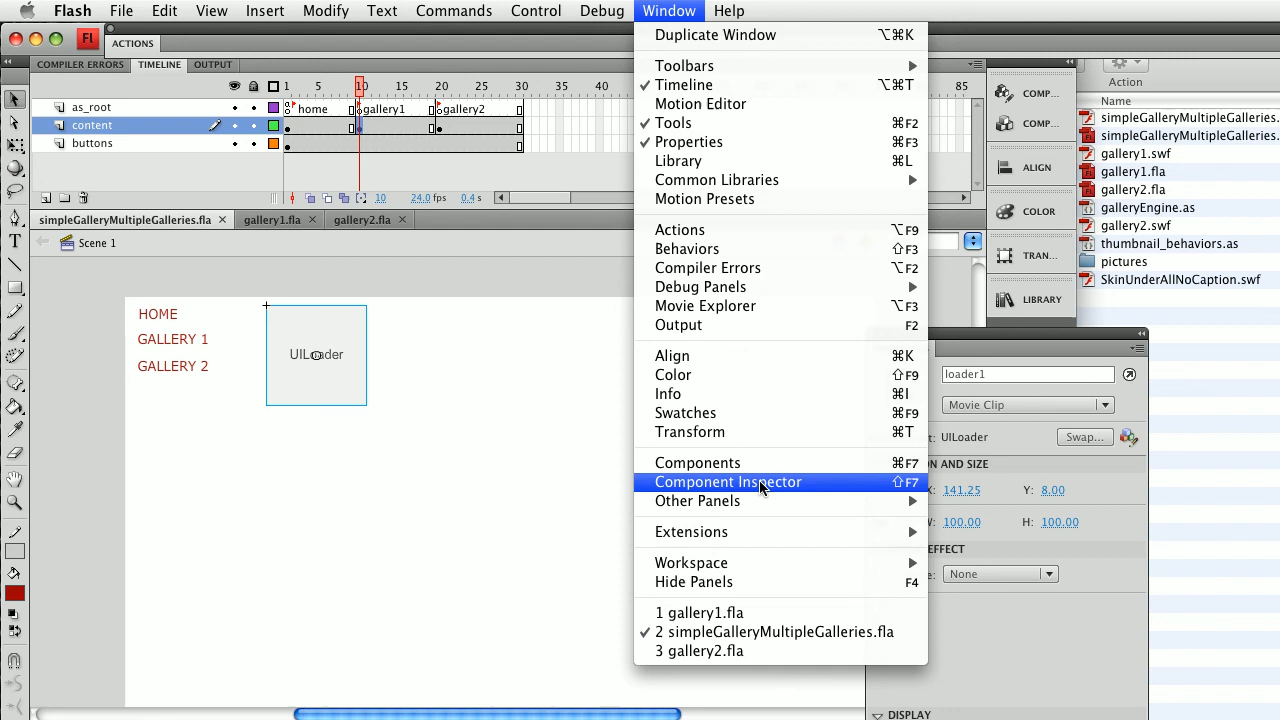 Flash File Edit View Insert Modify Text Commands Control Debug Window Help
ACTIONS
COMPILER ERRORS TIMELINE OUTPUT
1 5 10 15 20 25 30 35 40 85
as_root
home
gallery1
gallery2
content
buttons
10 24.0 fps 0.4 s
simpleGalleryMultipleGalleries.fla
gallery1.fla
gallery2.fla
Scene 1
HOME
GALLERY 1
GALLERY 2
UILoader
Duplicate Window ⌥⌘K
Toolbars
Timeline ⌥⌘T
Motion Editor
Tools ⌘F2
Properties ⌘F3
Library ⌘L
Common Libraries
Motion Presets
Actions ⌥F9
Behaviors ⇧F3
Compiler Errors ⌥F2
Debug Panels
Movie Explorer ⌥F3
Output F2
Align ⌘K
Color ⇧F9
Info ⌘I
Swatches ⌘F9
Transform ⌘T
Components ⌘F7
Component Inspector ⇧F7
Other Panels
Extensions
Workspace
Hide Panels F4
1 gallery1.fla
2 simpleGalleryMultipleGalleries.fla
3 gallery2.fla
COMP...
COMP...
ALIGN
COLOR
TRAN...
LIBRARY
Action
Name
simpleGalleryMultipleGalleries.
simpleGalleryMultipleGalleries.
gallery1.swf
gallery1.fla
gallery2.fla
galleryEngine.as
gallery2.swf
thumbnail_behaviors.as
pictures
SkinUnderAllNoCaption.swf
loader1
Movie Clip
UILoader Swap...
ON AND SIZE
X: 141.25 Y: 8.00
W: 100.00 H: 100.00
EFFECT
None
DISPLAY